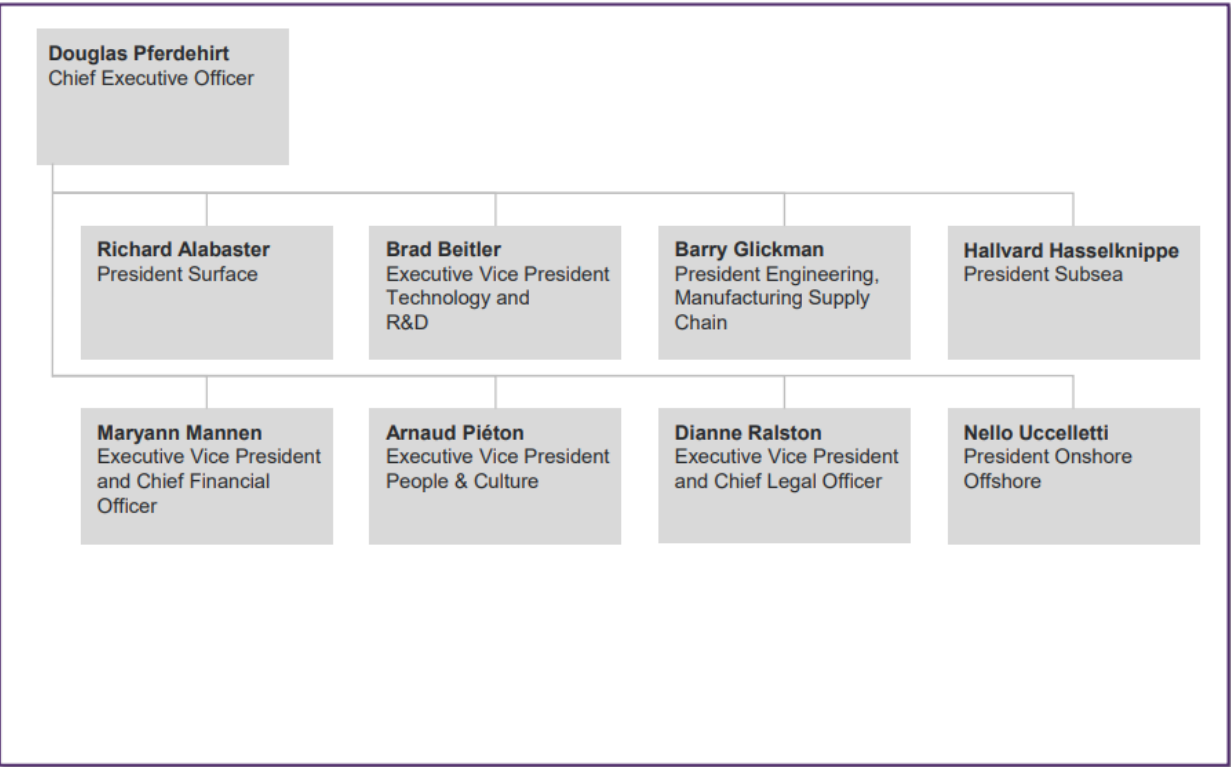 Douglas Pferdehirt
Chief Executive Officer
Richard Alabaster
President Surface
Brad Beitler
Executive Vice President
Technology and
R&D
Barry Glickman
President Engineering,
Manufacturing Supply
Chain
Hallvard Hasselknippe
President Subsea
Maryann Mannen
Executive Vice President
and Chief Financial
Officer
Arnaud Piéton
Executive Vice President
People & Culture
Dianne Ralston
Executive Vice President
and Chief Legal Officer
Nello Uccelletti
President Onshore
Offshore